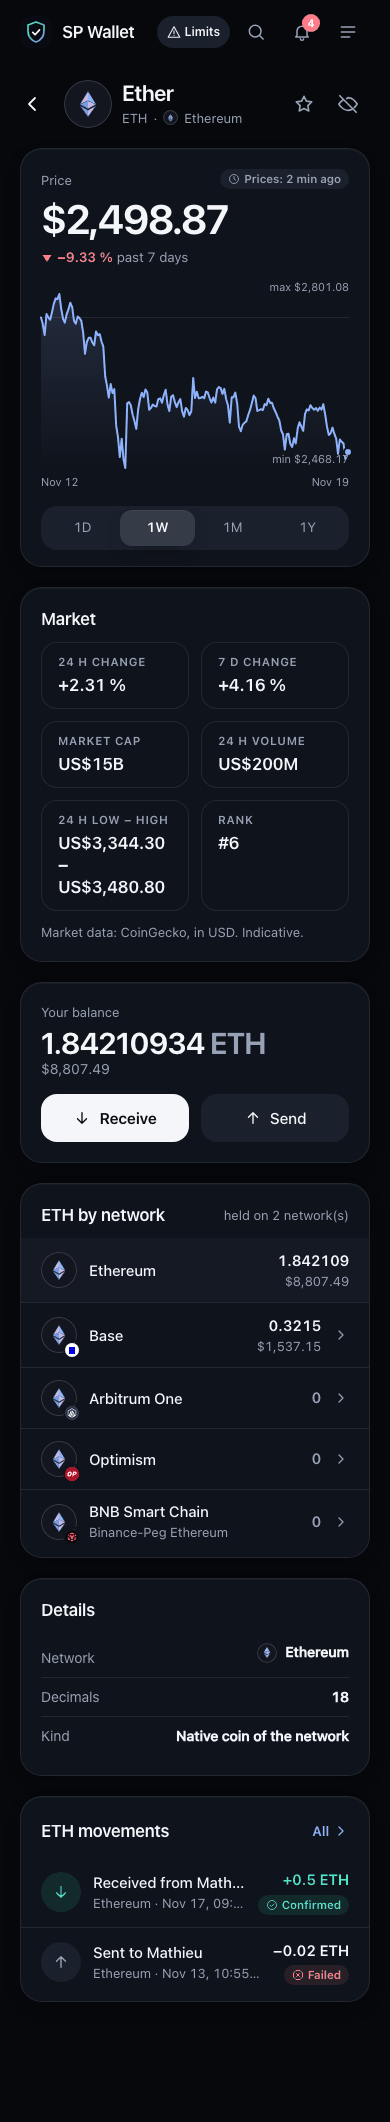 SP Wallet
Limits
4
Ether
ETH · Ethereum
Price
Prices: 2 min ago
$2,498.87
▼ −9.33 % past 7 days
max $2,801.08
min $2,468.17
Nov 12
Nov 19
1D
1W
1M
1Y
Market
24 H CHANGE
+2.31 %
7 D CHANGE
+4.16 %
MARKET CAP
US$15B
24 H VOLUME
US$200M
24 H LOW – HIGH
US$3,344.30
–
US$3,480.80
RANK
#6
Market data: CoinGecko, in USD. Indicative.
Your balance
1.84210934 ETH
$8,807.49
Receive
Send
ETH by network
held on 2 network(s)
Ethereum
1.842109
$8,807.49
Base
0.3215
$1,537.15
Arbitrum One
0
OP
Optimism
0
BNB Smart Chain
Binance-Peg Ethereum
0
Details
Network
Ethereum
Decimals
18
Kind
Native coin of the network
ETH movements
All
Received from Math...
+0.5 ETH
Ethereum · Nov 17, 09:...
Confirmed
Sent to Mathieu
−0.02 ETH
Ethereum · Nov 13, 10:55...
Failed